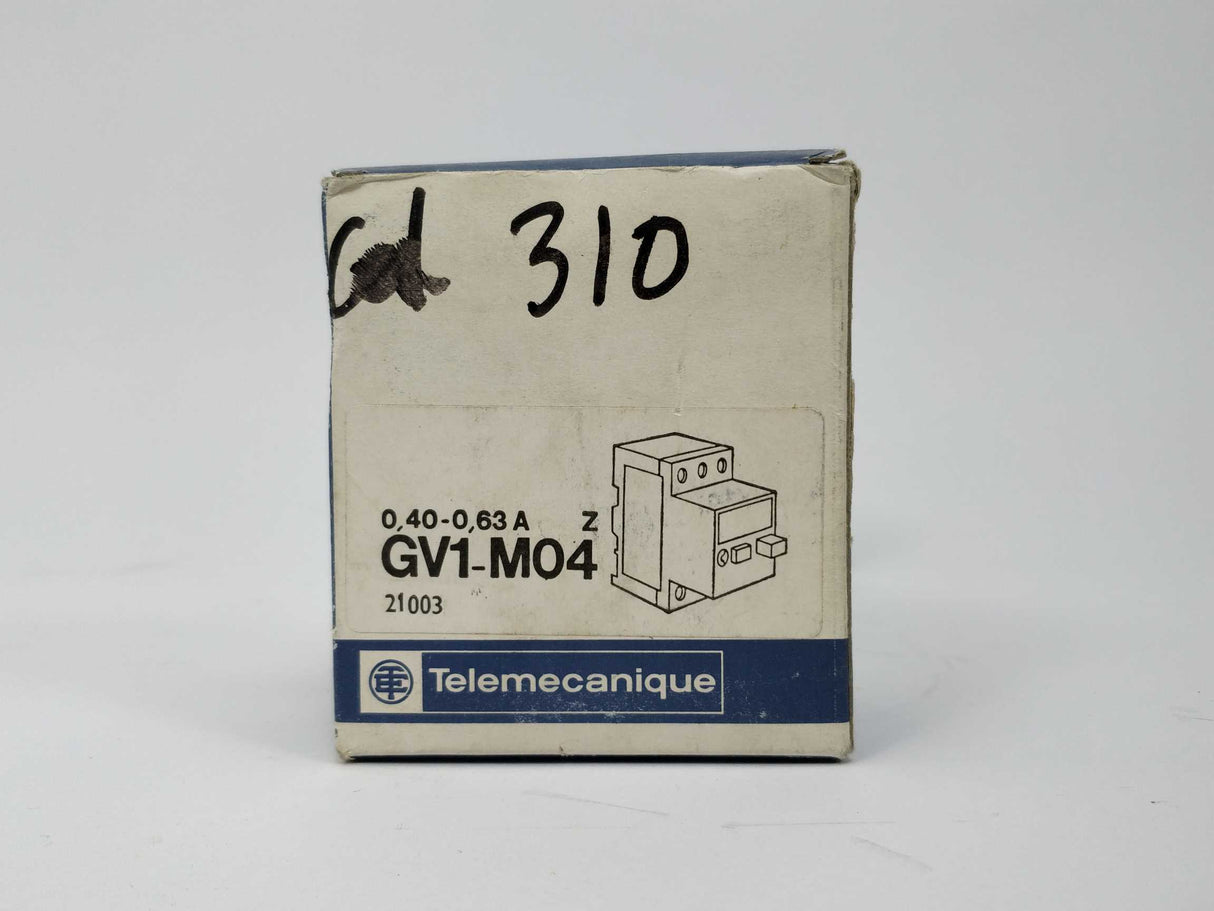 310
0,40-0,63 A Z
GV1-M04
21003
Telemecanique